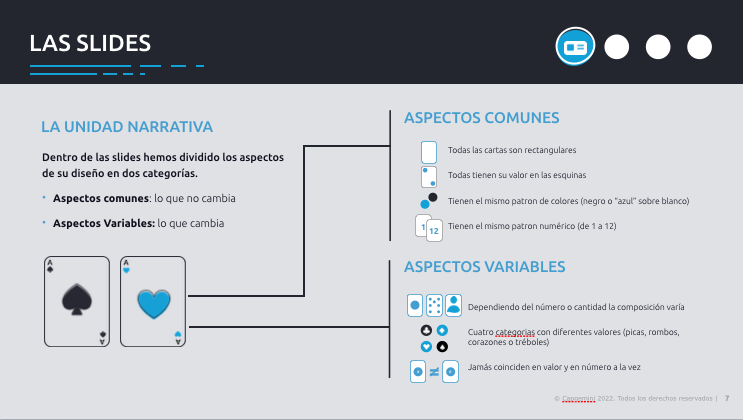 LAS SLIDES
LA UNIDAD NARRATIVA
Dentro de las slides hemos dividido los aspectos
de su diseño en dos categorías.
• Aspectos comunes: lo que no cambia
• Aspectos Variables: lo que cambia
A
A
A
A
ASPECTOS COMUNES
Todas las cartas son rectangulares
Todas tienen su valor en las esquinas
Tienen el mismo patron de colores (negro o “azul” sobre blanco)
1
12
Tienen el mismo patron numérico (de 1 a 12)
ASPECTOS VARIABLES
Dependiendo del número o cantidad la composición varía
Cuatro categorias con diferentes valores (picas, rombos,
corazones o tréboles)
≠
Jamás coinciden en valor y en número a la vez
© Capgemini 2022. Todos los derechos reservados | 7